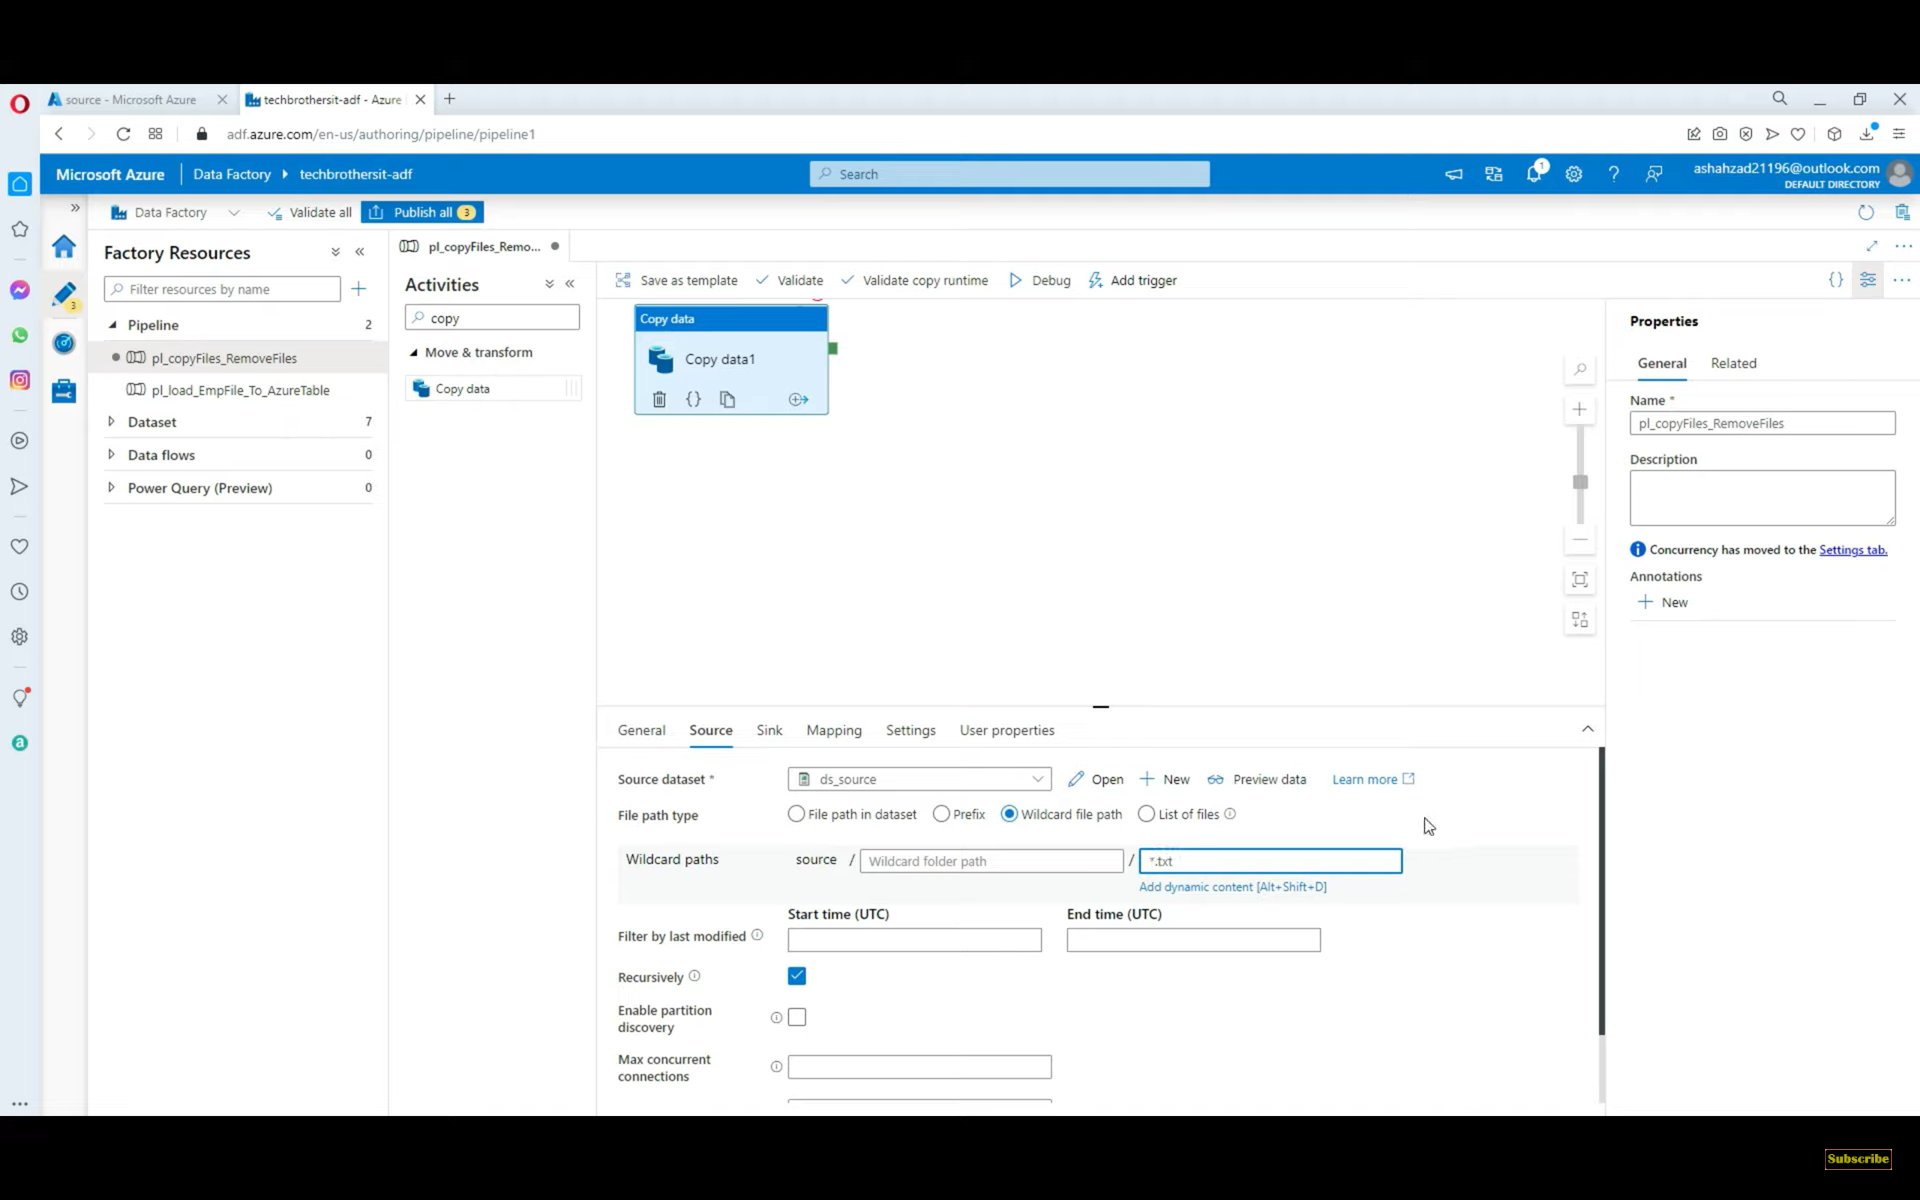 source - Microsoft Azure
techbrothersit-adf - Azure
adf.azure.com/en-us/authoring/pipeline/pipeline1
Microsoft Azure
Data Factory
techbrothersit-adf
Search
1
ashahzad21196@outlook.com
DEFAULT DIRECTORY
Data Factory
Validate all
Publish all
3
Factory Resources
Filter resources by name
3
Pipeline
2
pl_copyFiles_RemoveFiles
pl_load_EmpFile_To_AzureTable
Dataset
7
Data flows
0
Power Query (Preview)
0
pl_copyFiles_Remo...
Activities
copy
Move & transform
Copy data
Save as template
Validate
Validate copy runtime
Debug
Add trigger
Copy data
Copy data1
Properties
General
Related
Name *
pl_copyFiles_RemoveFiles
Description
Concurrency has moved to the Settings tab.
Annotations
New
General
Source
Sink
Mapping
Settings
User properties
Source dataset *
ds_source
Open
New
Preview data
Learn more
File path type
File path in dataset
Prefix
Wildcard file path
List of files
Wildcard paths
source
/
Wildcard folder path
/
*.txt
Add dynamic content [Alt+Shift+D]
Start time (UTC)
End time (UTC)
Filter by last modified
Recursively
Enable partition
discovery
Max concurrent
connections
Subscribe